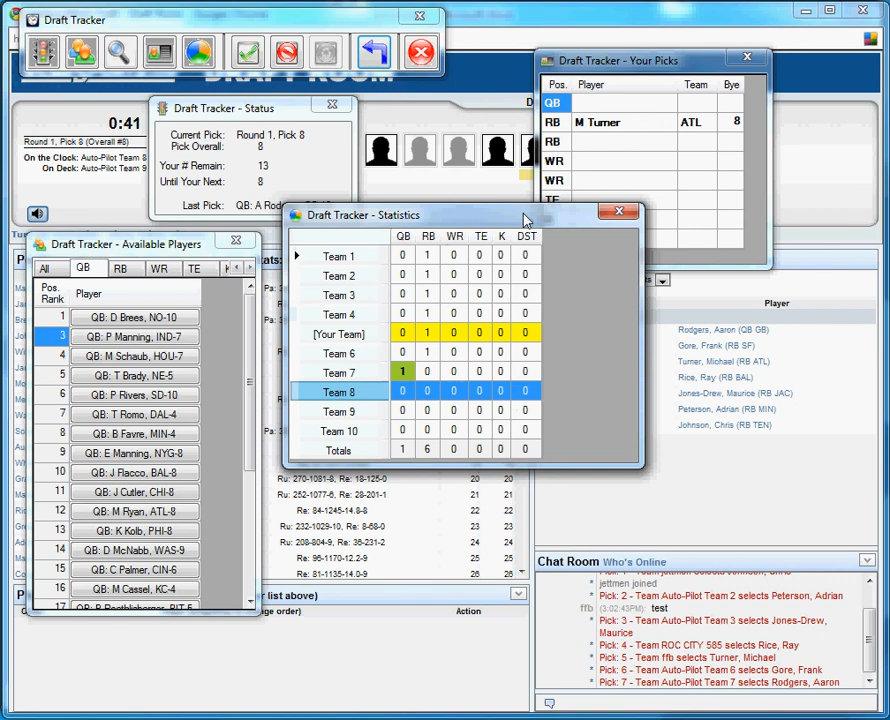 Draft Tracker
DRAFT ROOM
0:41
Round 1, Pick 8 (Overall #8)
On the Clock: Auto-Pilot Team 8
On Deck: Auto-Pilot Team 9
Draft Tracker - Status
Current Pick: Round 1, Pick 8
Pick Overall: 8
Your # Remain: 13
Until Your Next: 8
Last Pick: QB: A Rod
Draft Tracker - Your Picks
Pos. Player Team Bye
QB
RB M Turner ATL 8
RB
WR
WR
TE
Draft Tracker - Statistics
QB RB WR TE K DST
Team 1 0 1 0 0 0 0
Team 2 0 1 0 0 0 0
Team 3 0 1 0 0 0 0
Team 4 0 1 0 0 0 0
[Your Team] 0 1 0 0 0 0
Team 6 0 1 0 0 0 0
Team 7 1 0 0 0 0 0
Team 8 0 0 0 0 0 0
Team 9 0 0 0 0 0 0
Team 10 0 0 0 0 0 0
Totals 1 6 0 0 0 0
Draft Tracker - Available Players
All QB RB WR TE
Pos. Rank Player
1 QB: D Brees, NO-10
3 QB: P Manning, IND-7
4 QB: M Schaub, HOU-7
5 QB: T Brady, NE-5
6 QB: P Rivers, SD-10
7 QB: T Romo, DAL-4
8 QB: B Favre, MIN-4
9 QB: E Manning, NYG-8
10 QB: J Flacco, BAL-8
11 QB: J Cutler, CHI-8
12 QB: M Ryan, ATL-8
13 QB: K Kolb, PHI-8
14 QB: D McNabb, WAS-9
15 QB: C Palmer, CIN-6
16 QB: M Cassel, KC-4
17 QB: B Roethlisberger, PIT-5
Player
Rodgers, Aaron (QB GB)
Gore, Frank (RB SF)
Turner, Michael (RB ATL)
Rice, Ray (RB BAL)
Jones-Drew, Maurice (RB JAC)
Peterson, Adrian (RB MIN)
Johnson, Chris (RB TEN)
Ru: 270-1081-8, Re: 18-125-0 20 20
Ru: 252-1077-6, Re: 28-201-1 21 21
Re: 84-1245-14.8-8 22 22
Ru: 232-1029-10, Re: 8-68-0 23 23
Ru: 208-804-9, Re: 36-231-2 24 24
Re: 96-1170-12.2-9 25 25
Re: 81-1135-14.0-9 26 26
er list above)
ge order) Action
Chat Room Who's Online
jettmen joined
* Pick: 2 - Team Auto-Pilot Team 2 selects Peterson, Adrian
ffb (3:02:43PM): test
* Pick: 3 - Team Auto-Pilot Team 3 selects Jones-Drew,
Maurice
* Pick: 4 - Team ROC CITY 585 selects Rice, Ray
* Pick: 5 - Team ffb selects Turner, Michael
* Pick: 6 - Team Auto-Pilot Team 6 selects Gore, Frank
* Pick: 7 - Team Auto-Pilot Team 7 selects Rodgers, Aaron